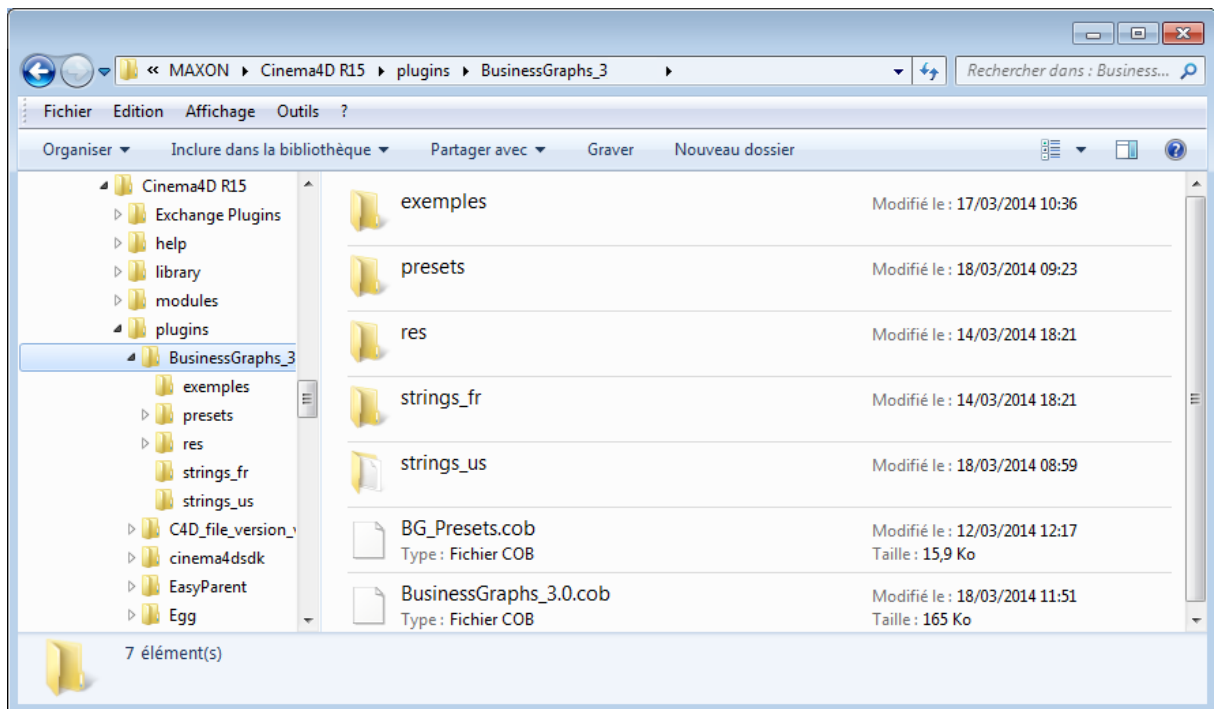 « MAXON ▸ Cinema4D R15 ▸ plugins ▸ BusinessGraphs_3 ▸
Rechercher dans : Business...
Fichier Edition Affichage Outils ?
Organiser Inclure dans la bibliothèque Partager avec Graver Nouveau dossier
Cinema4D R15
Exchange Plugins
help
library
modules
plugins
BusinessGraphs_3
exemples
presets
res
strings_fr
strings_us
C4D_file_version_
cinema4dsdk
EasyParent
Egg
exemples
Modifié le : 17/03/2014 10:36
presets
Modifié le : 18/03/2014 09:23
res
Modifié le : 14/03/2014 18:21
strings_fr
Modifié le : 14/03/2014 18:21
strings_us
Modifié le : 18/03/2014 08:59
BG_Presets.cob
Modifié le : 12/03/2014 12:17
Type : Fichier COB
Taille : 15,9 Ko
BusinessGraphs_3.0.cob
Modifié le : 18/03/2014 11:51
Type : Fichier COB
Taille : 165 Ko
7 élément(s)